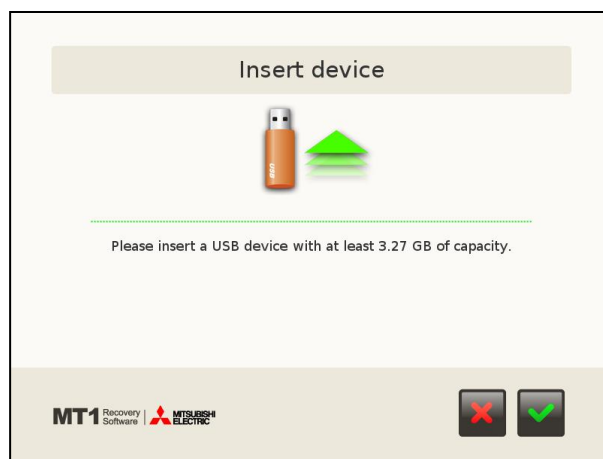 Insert device
USB
Please insert a USB device with at least 3.27 GB of capacity.
MT1 Recovery Software
MITSUBISHI ELECTRIC